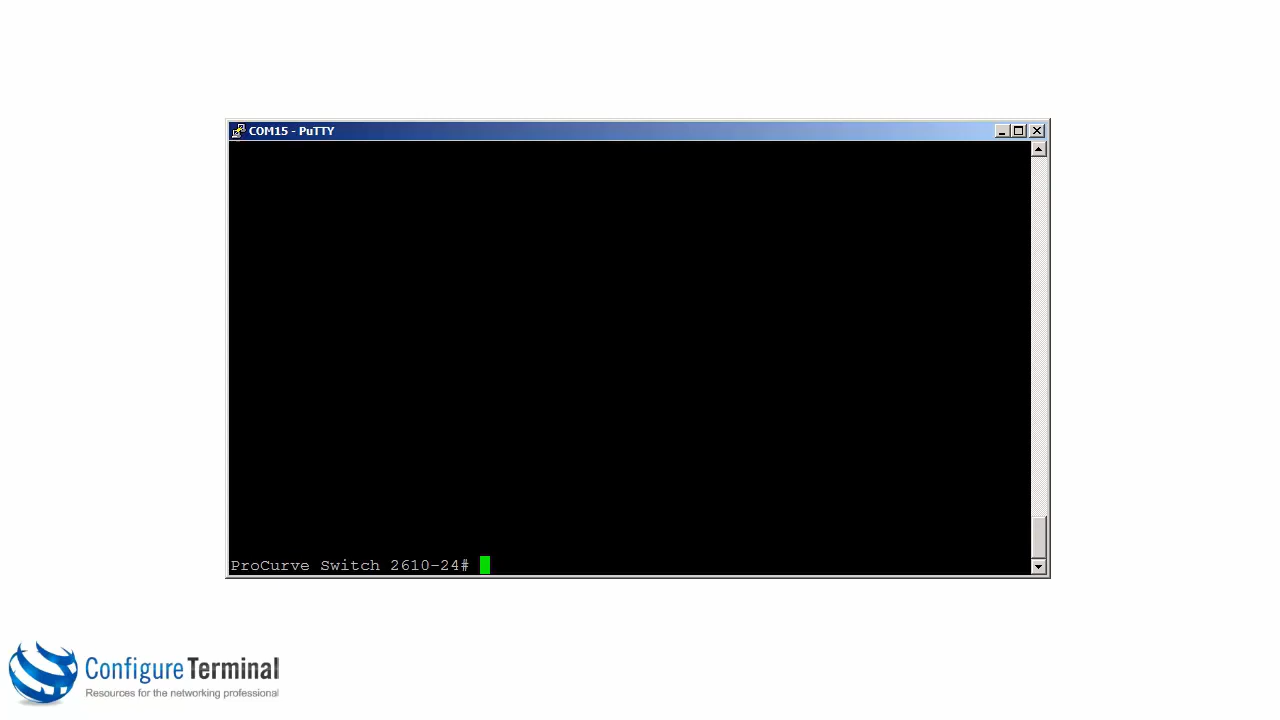 COM15 - PuTTY
ProCurve Switch 2610-24#
Configure Terminal
Resources for the networking professional